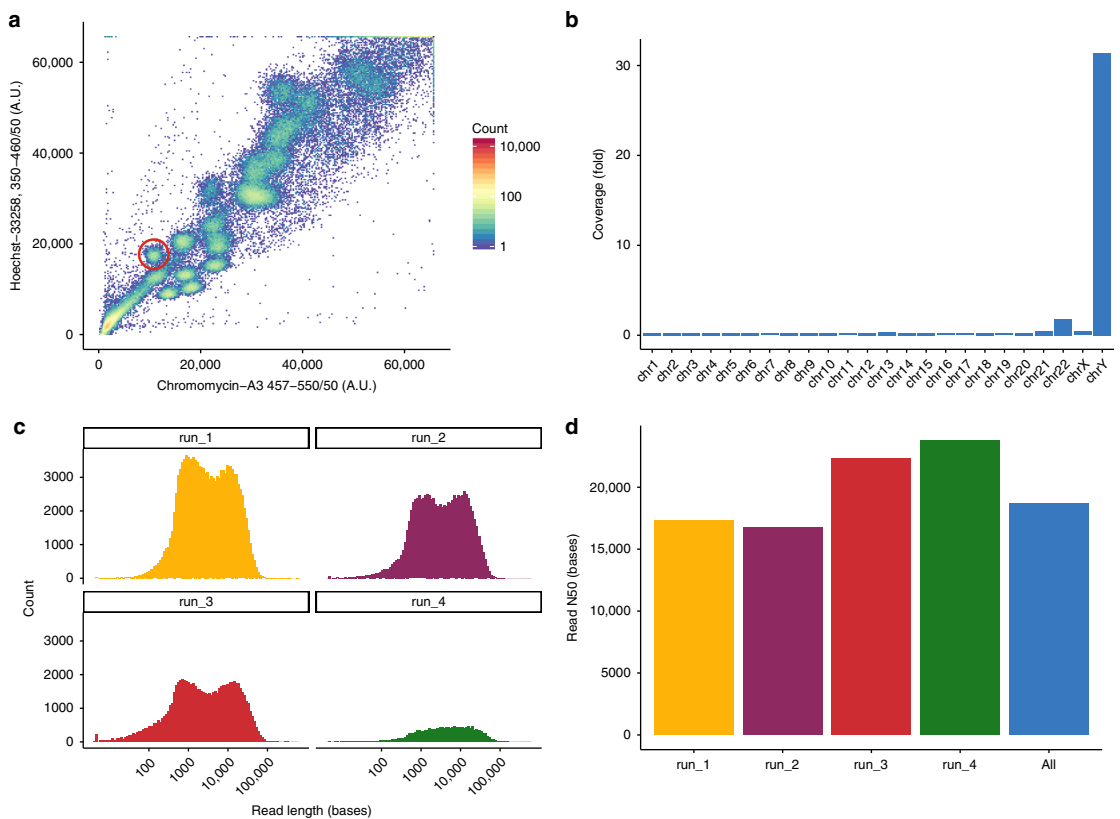 a
Hoechst−33258, 350−460/50 (A.U.)
60,000
40,000
20,000
0
0 20,000 40,000 60,000
Chromomycin−A3 457−550/50 (A.U.)
Count
10,000
100
1
b
Coverage (fold)
30
20
10
0
chr1 chr2 chr3 chr4 chr5 chr6 chr7 chr8 chr9 chr10 chr11 chr12 chr13 chr14 chr15 chr16 chr17 chr18 chr19 chr20 chr21 chr22 chrX chrY
c
run_1 run_2
3000
2000
1000
0
Count
run_3 run_4
3000
2000
1000
0
100 1000 10,000 100,000 100 1000 10,000 100,000
Read length (bases)
d
Read N50 (bases)
20,000
15,000
10,000
5000
0
run_1 run_2 run_3 run_4 All